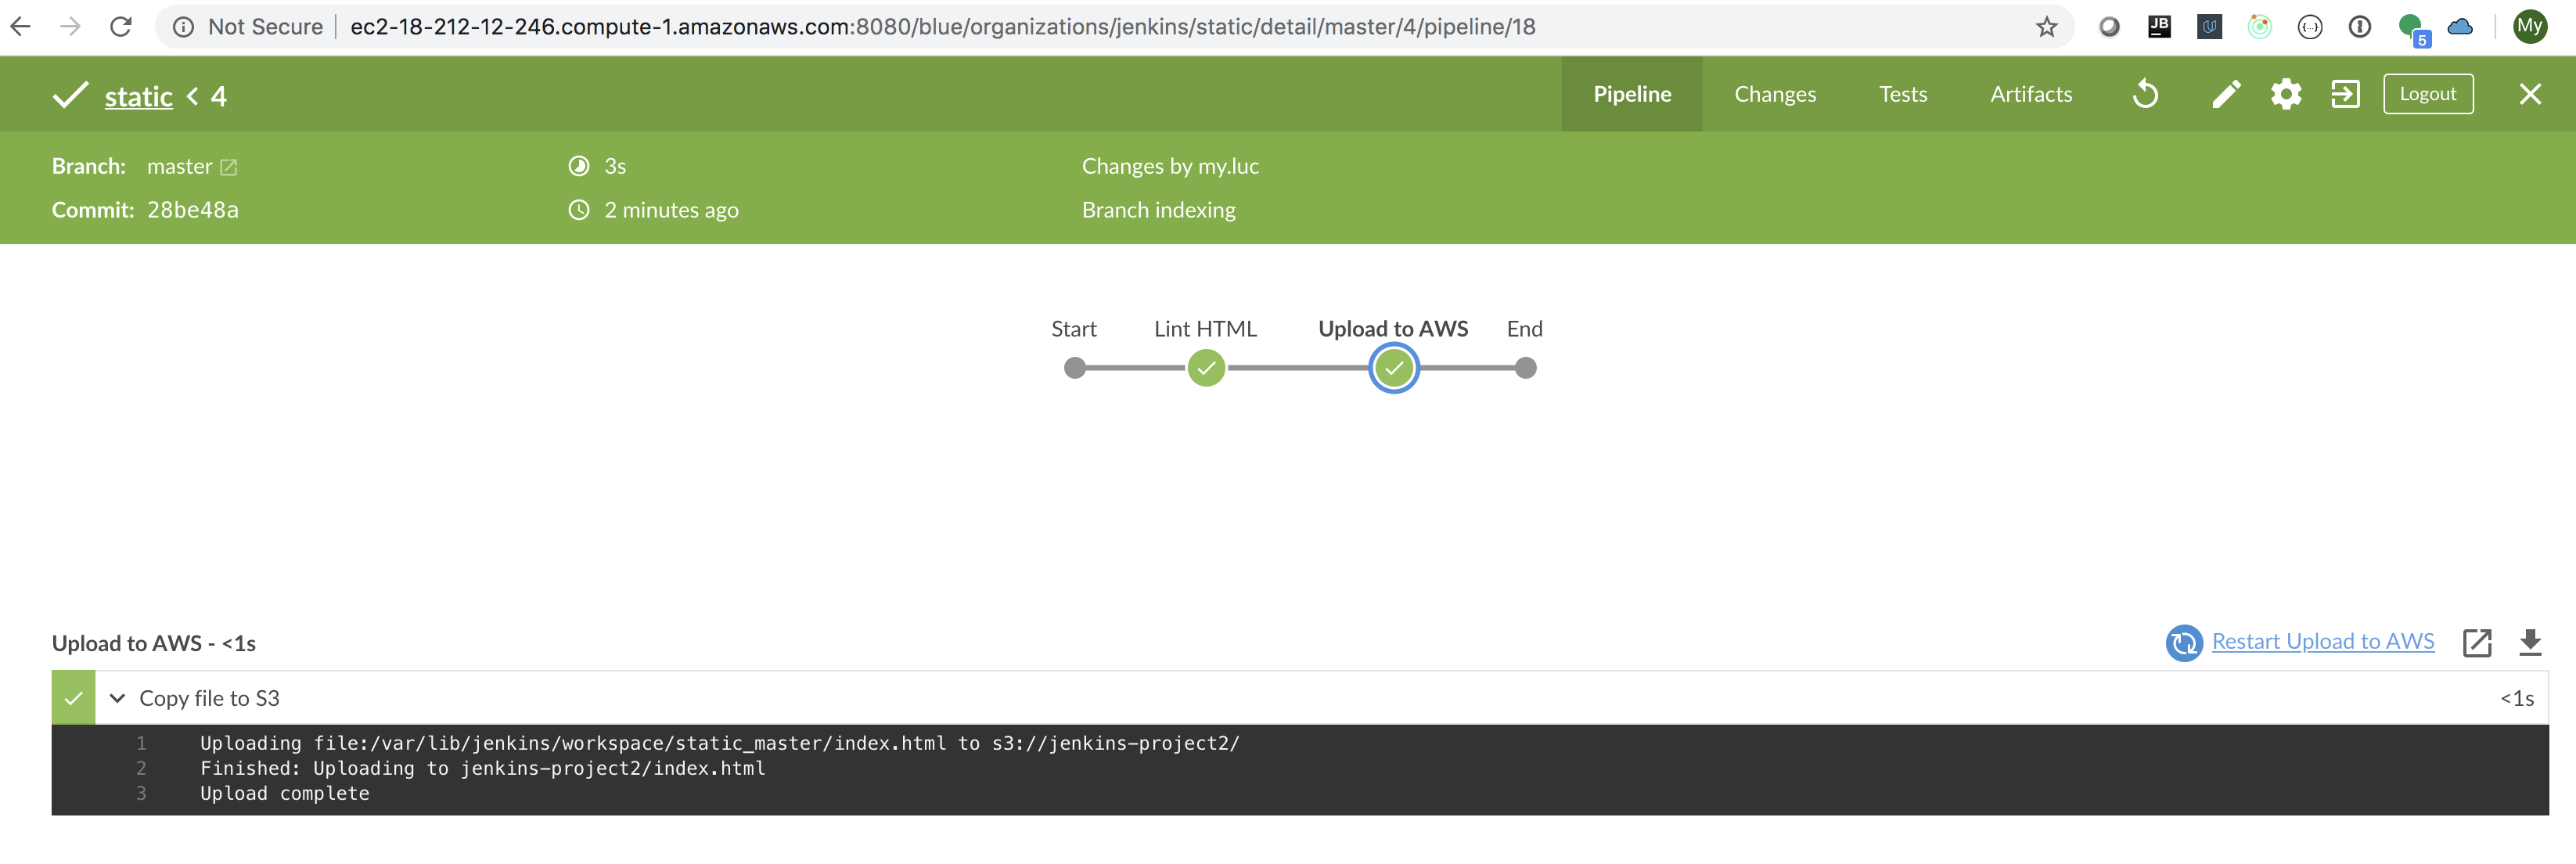 Not Secure ec2-18-212-12-246.compute-1.amazonaws.com:8080/blue/organizations/jenkins/static/detail/master/4/pipeline/18 JB 5 My
static < 4 Pipeline Changes Tests Artifacts Logout
Branch: master 3s Changes by my.luc
Commit: 28be48a 2 minutes ago Branch indexing
Start Lint HTML Upload to AWS End
Upload to AWS - <1s Restart Upload to AWS
Copy file to S3 <1s
1 Uploading file:/var/lib/jenkins/workspace/static_master/index.html to s3://jenkins-project2/
2 Finished: Uploading to jenkins-project2/index.html
3 Upload complete